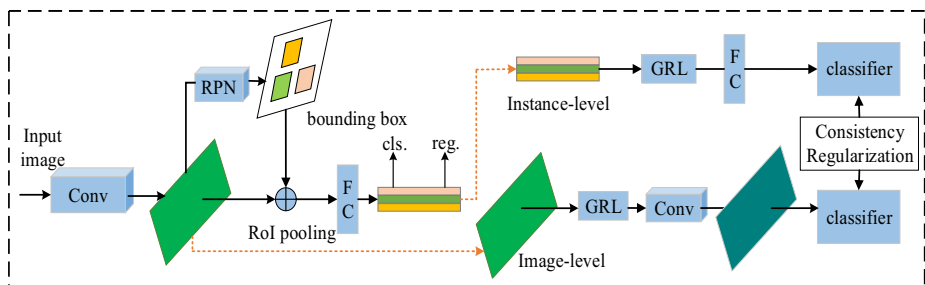 Input
image
Conv
RPN
bounding box
cls.
reg.
F
C
RoI pooling
Instance-level
GRL
F
C
classifier
Consistency
Regularization
Image-level
GRL
Conv
classifier